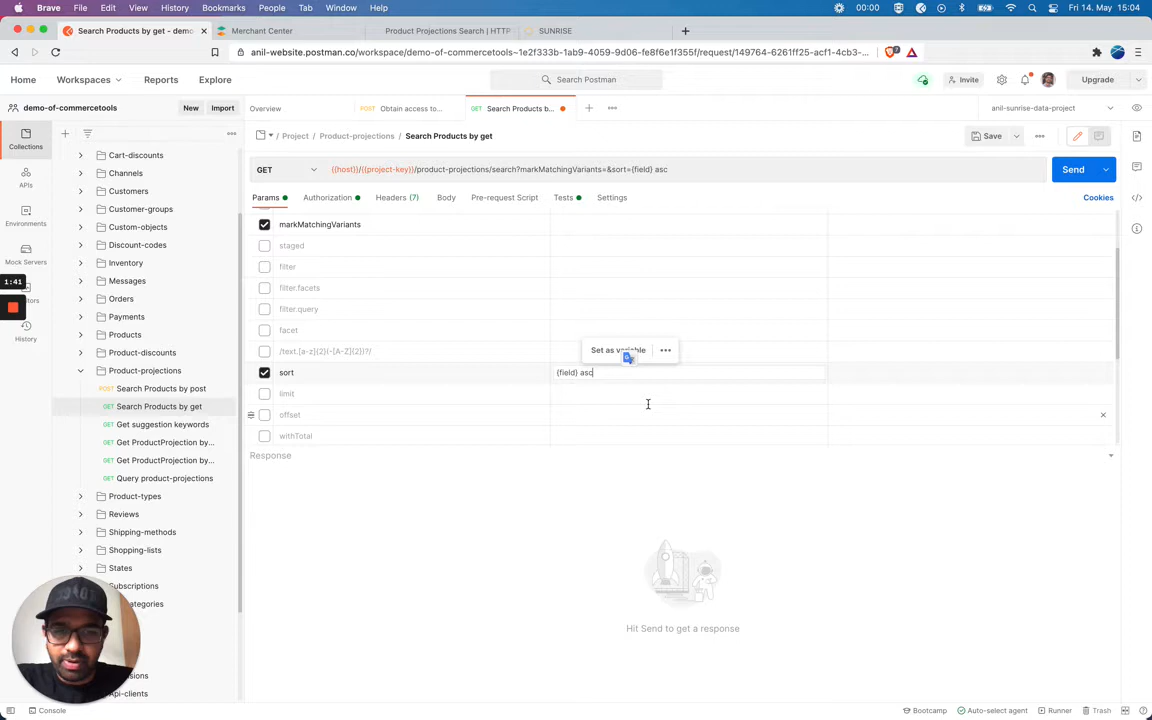 Brave File Edit View History Bookmarks People Tab Window Help 00:00 Fri 14. May 15:04
Search Products by get - demo Merchant Center Product Projections Search | HTTP SUNRISE
anil-website.postman.co/workspace/demo-of-commercetools~1e2f333b-1ab9-4059-9d06-fe8f6e1f355f/request/149764-6261ff25-acf1-4cb3-...
Home Workspaces Reports Explore Search Postman Invite Upgrade
demo-of-commercetools New Import Overview POST Obtain access to... GET Search Products b... anil-sunrise-data-project
/ Project / Product-projections / Search Products by get Save
GET {{host}}/{{project-key}}/product-projections/search?markMatchingVariants=&sort={field} asc Send
Params Authorization Headers (7) Body Pre-request Script Tests Settings Cookies
Collections
APIs
Environments
Mock Servers
1:41
History
Cart-discounts
Channels
Customers
Customer-groups
Custom-objects
Discount-codes
Inventory
Messages
Orders
Payments
Products
Product-discounts
Product-projections
POST Search Products by post
GET Search Products by get
GET Get suggestion keywords
GET Get ProductProjection by...
GET Get ProductProjection by...
GET Query product-projections
Product-types
Reviews
Shipping-methods
Shopping-lists
States
Api-clients
markMatchingVariants
staged
filter
filter.facets
filter.query
facet
/text.[a-z]{2}(-[A-Z]{2})?/
Set as variable
sort {field} asc
limit
offset
withTotal
Response
Hit Send to get a response
Console Bootcamp Auto-select agent Runner Trash